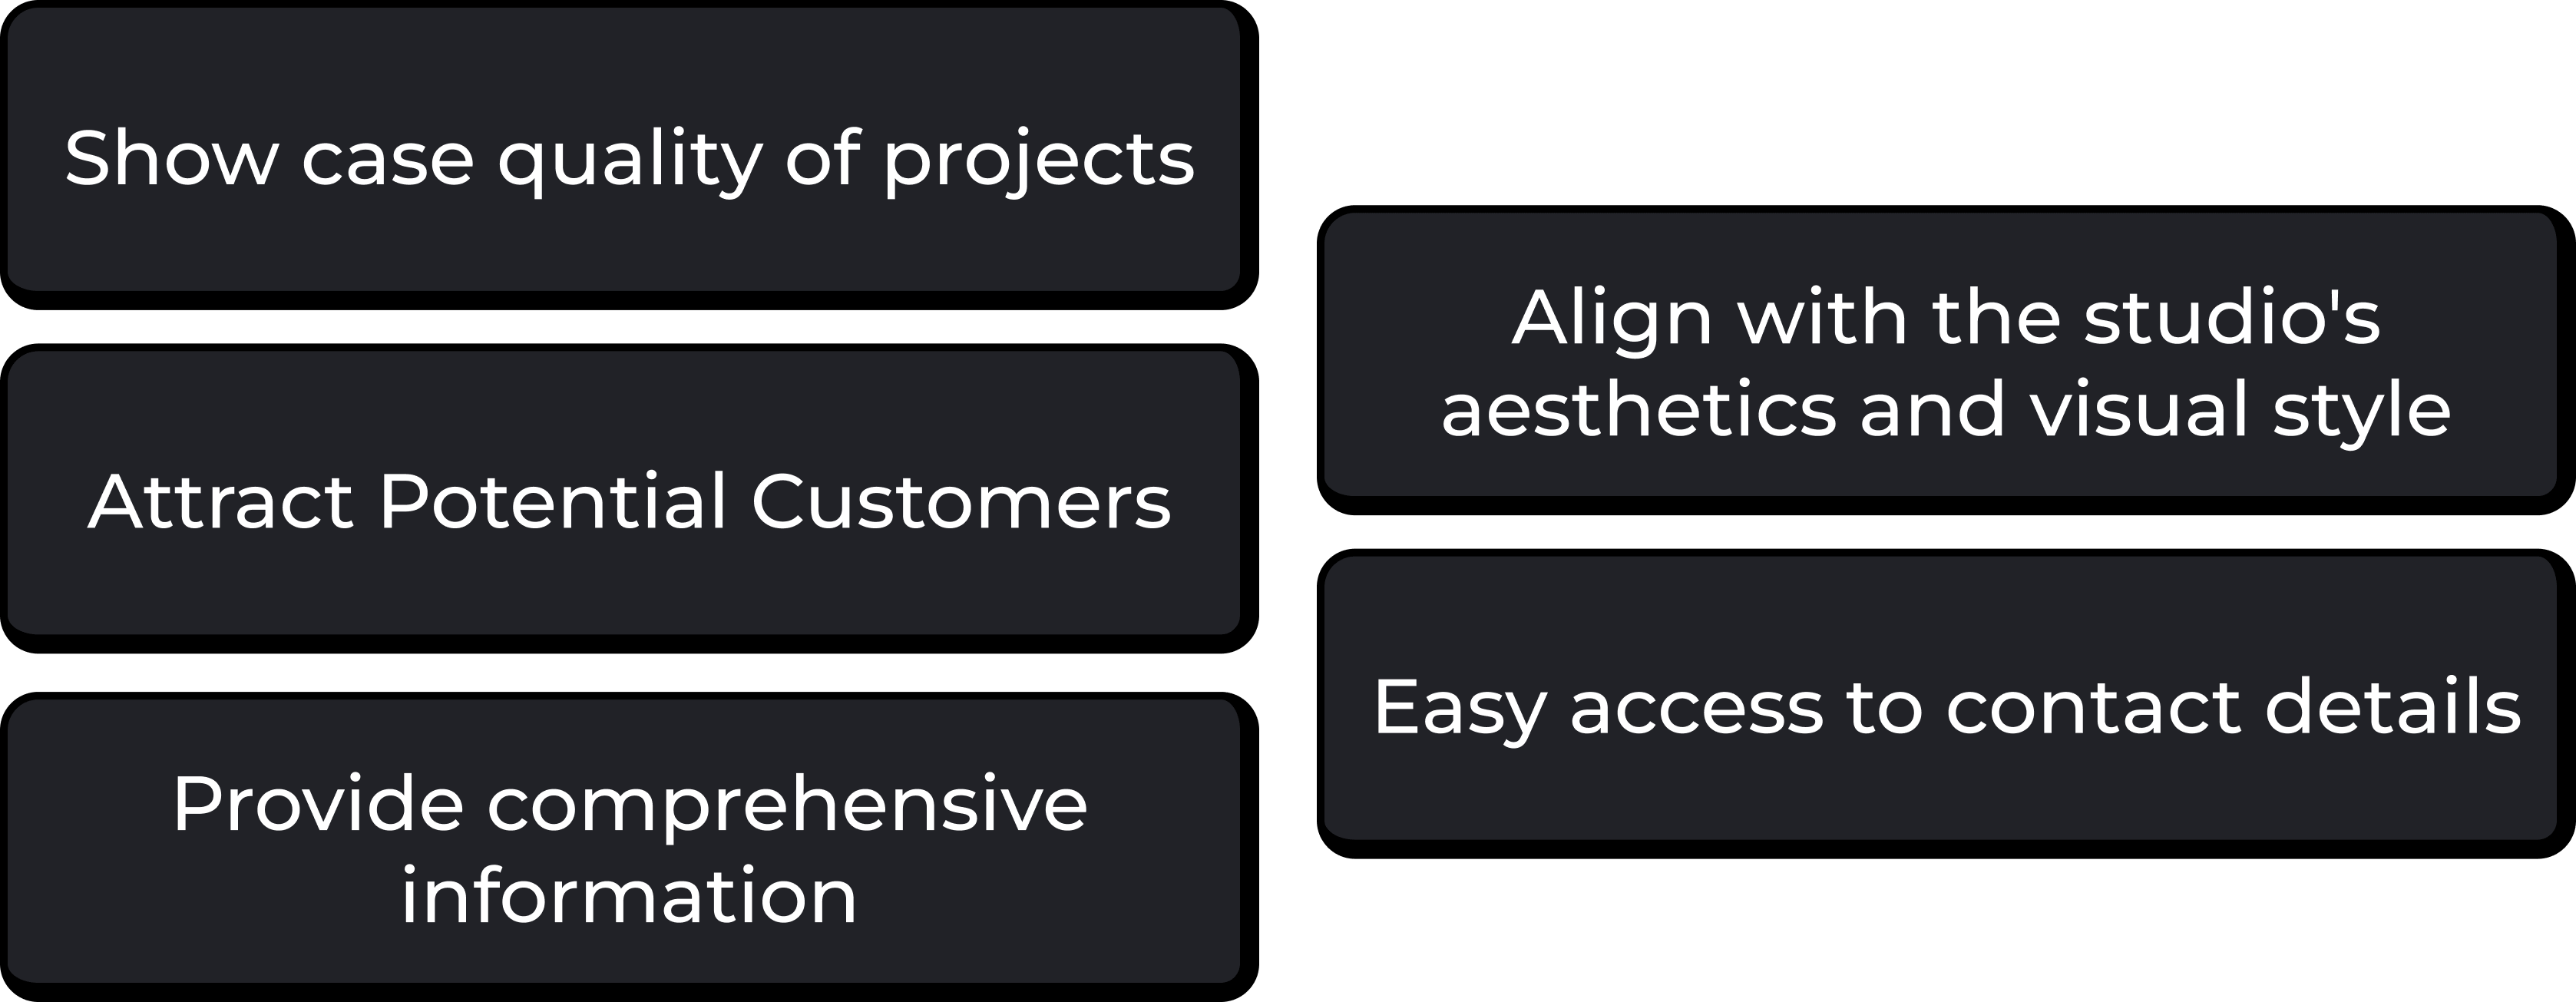 Show case quality of projects
Attract Potential Customers
Provide comprehensive
information
Align with the studio's
aesthetics and visual style
Easy access to contact details